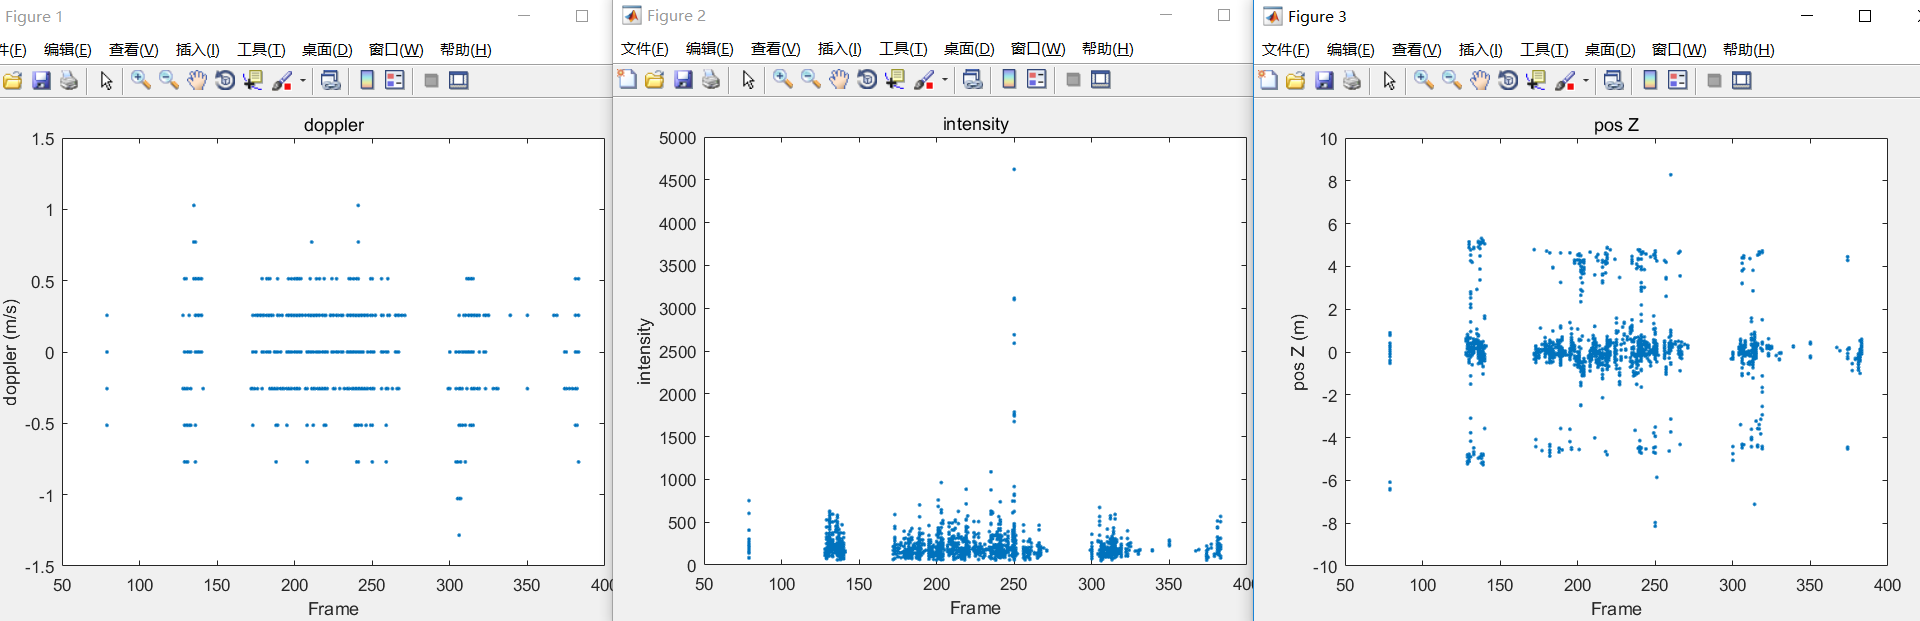 Figure 1
件(F) 编辑(E) 查看(V) 插入(I) 工具(T) 桌面(D) 窗口(W) 帮助(H)
doppler
1.5
1
0.5
0
-0.5
-1
-1.5
doppler (m/s)
50 100 150 200 250 300 350 400
Frame
Figure 2
文件(F) 编辑(E) 查看(V) 插入(I) 工具(T) 桌面(D) 窗口(W) 帮助(H)
intensity
5000
4500
4000
3500
3000
2500
2000
1500
1000
500
0
intensity
50 100 150 200 250 300 350 400
Frame
Figure 3
文件(F) 编辑(E) 查看(V) 插入(I) 工具(T) 桌面(D) 窗口(W) 帮助(H)
pos Z
10
8
6
4
2
0
-2
-4
-6
-8
-10
pos Z (m)
50 100 150 200 250 300 350 400
Frame